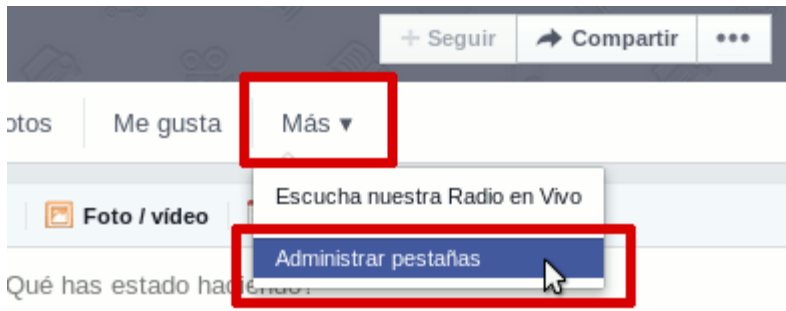 + Seguir Compartir •••
otos Me gusta Más ▾
Escucha nuestra Radio en Vivo
Foto / vídeo
Administrar pestañas
Qué has estado haciendo?